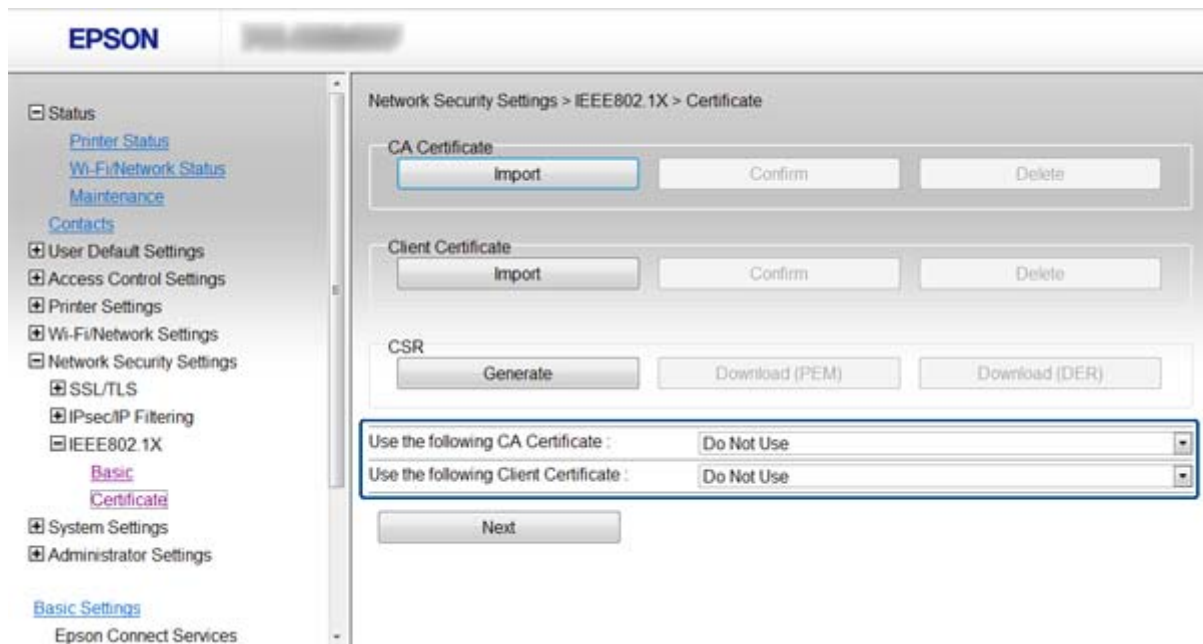 EPSON
Status
Printer Status
Wi-Fi/Network Status
Maintenance
Contacts
User Default Settings
Access Control Settings
Printer Settings
Wi-Fi/Network Settings
Network Security Settings
SSL/TLS
IPsec/IP Filtering
IEEE802.1X
Basic
Certificate
System Settings
Administrator Settings
Basic Settings
Epson Connect Services
Network Security Settings > IEEE802.1X > Certificate
CA Certificate
Import Confirm Delete
Client Certificate
Import Confirm Delete
CSR
Generate Download (PEM) Download (DER)
Use the following CA Certificate : Do Not Use
Use the following Client Certificate : Do Not Use
Next